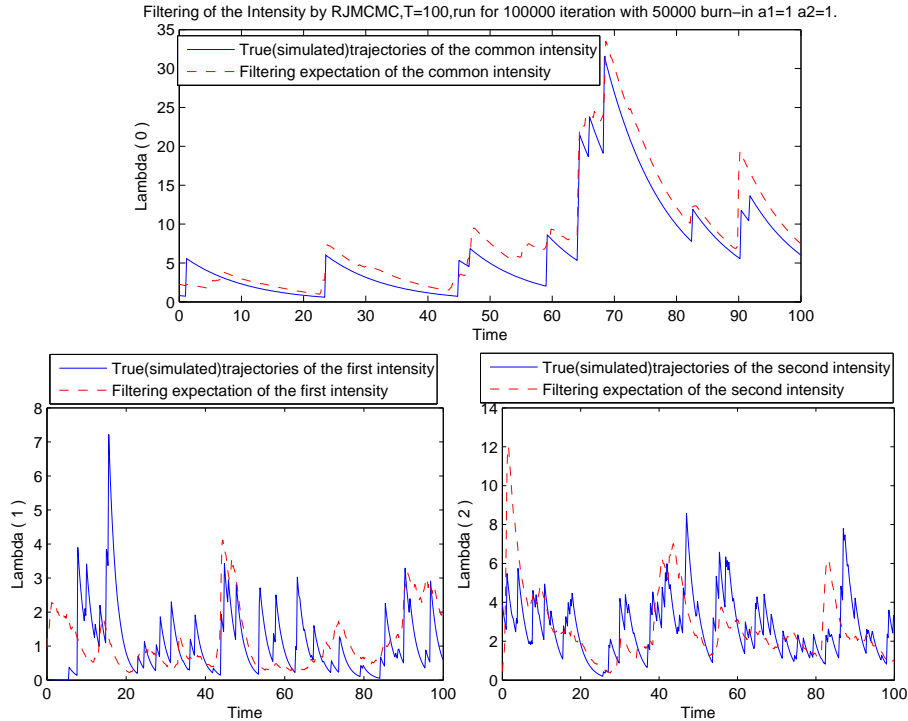 Filtering of the Intensity by RJMCMC,T=100,run for 100000 iteration with 50000 burn−in a1=1 a2=1.
True(simulated)trajectories of the common intensity
Filtering expectation of the common intensity
35
30
25
20
15
10
5
0
Lambda ( 0 )
0 10 20 30 40 50 60 70 80 90 100
Time
True(simulated)trajectories of the first intensity
Filtering expectation of the first intensity
8
7
6
5
4
3
2
1
0
Lambda ( 1 )
0 20 40 60 80 100
Time
True(simulated)trajectories of the second intensity
Filtering expectation of the second intensity
14
12
10
8
6
4
2
0
Lambda ( 2 )
0 20 40 60 80 100
Time